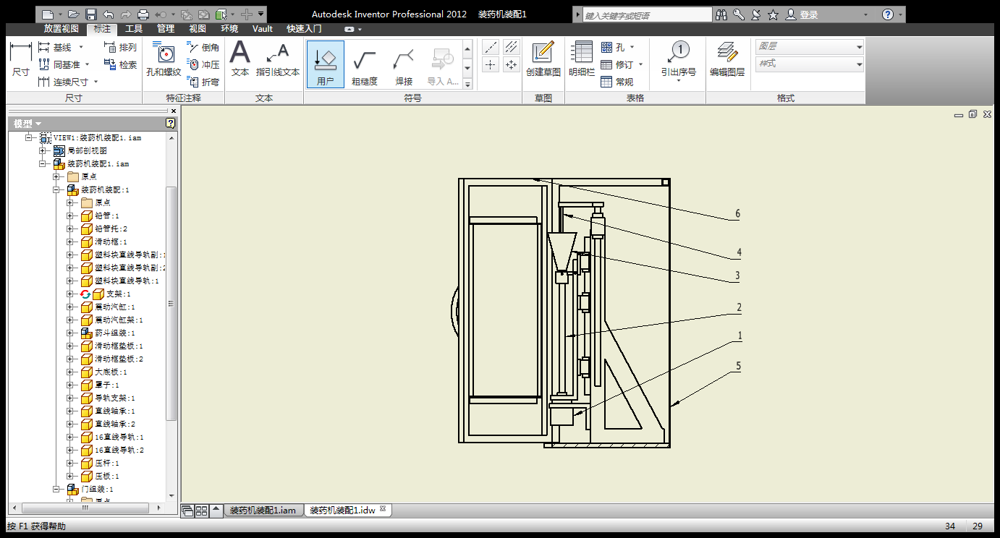 Autodesk Inventor Professional 2012 装药机装配1
键入关键字或短语
登录
放置视图 标注 工具 管理 视图 环境 Vault 快速入门
尺寸
基线
同基准
连续尺寸
排列
检索
尺寸
孔和螺纹
倒角
冲压
折弯
特征注释
文本
指引线文本
文本
用户
粗糙度
焊接
导入 A...
符号
创建草图
草图
明细栏
孔
修订
常规
表格
引出序号
编辑图层
图层
样式
格式
模型
VIEW1:装药机装配1.iam
局部剖视图
装药机装配1.iam
原点
装药机装配:1
原点
铅管:1
铅管托:2
滑动框:1
塑料块直线导轨副:1
塑料块直线导轨副:2
塑料块直线导轨:1
支架:1
震动汽缸:1
震动汽缸架:1
药斗组装:1
滑动框垫板:1
滑动框垫板:2
大底板:1
罩子:1
导轨支架:1
直线轴承:1
直线轴承:2
16直线导轨:1
16直线导轨:2
压杆:1
压板:1
门组装:1
原点
6
4
3
2
1
5
装药机装配1.iam
装药机装配1.idw
按 F1 获得帮助
34 29